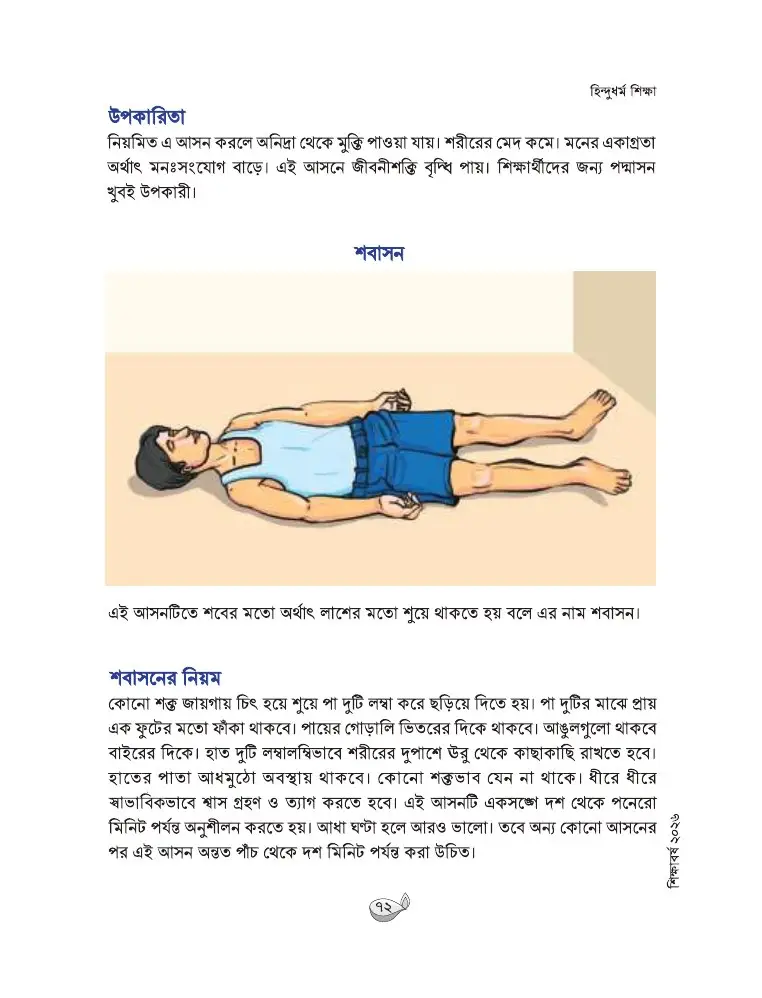 হিন্দুধর্ম শিক্ষা
উপকারিতা
নিয়মিত এ আসন করলে অনিদ্রা থেকে মুক্তি পাওয়া যায়। শরীরের মেদ কমে। মনের একাগ্রতা
অর্থাৎ মনঃসংযোগ বাড়ে। এই আসনে জীবনীশক্তি বৃদ্ধি পায়। শিক্ষার্থীদের জন্য পদ্মাসন
খুবই উপকারী।
শবাসন
এই আসনটিতে শবের মতো অর্থাৎ লাশের মতো শুয়ে থাকতে হয় বলে এর নাম শবাসন।
শবাসনের নিয়ম
কোনো শক্ত জায়গায় চিৎ হয়ে শুয়ে পা দুটি লম্বা করে ছড়িয়ে দিতে হয়। পা দুটির মাঝে প্রায়
এক ফুটের মতো ফাঁকা থাকবে। পায়ের গোড়ালি ভিতরের দিকে থাকবে। আঙুলগুলো থাকবে
বাইরের দিকে। হাত দুটি লম্বালম্বিভাবে শরীরের দুপাশে ঊরু থেকে কাছাকাছি রাখতে হবে।
হাতের পাতা আধমুঠো অবস্থায় থাকবে। কোনো শক্তভাব যেন না থাকে। ধীরে ধীরে
স্বাভাবিকভাবে শ্বাস গ্রহণ ও ত্যাগ করতে হবে। এই আসনটি একসঙ্গে দশ থেকে পনেরো
মিনিট পর্যন্ত অনুশীলন করতে হয়। আধা ঘণ্টা হলে আরও ভালো। তবে অন্য কোনো আসনের
পর এই আসন অন্তত পাঁচ থেকে দশ মিনিট পর্যন্ত করা উচিত।
শিক্ষাবর্ষ ২০২৬
৭২